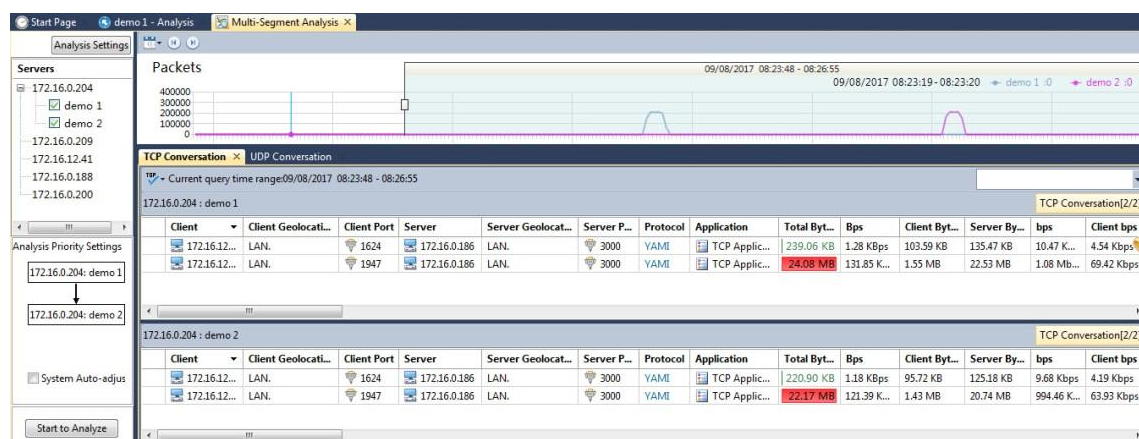 Start Page demo 1 - Analysis Multi-Segment Analysis ×
Analysis Settings
Servers
172.16.0.204
demo 1
demo 2
172.16.0.209
172.16.12.41
172.16.0.188
172.16.0.200
Analysis Priority Settings
172.16.0.204: demo 1
172.16.0.204: demo 2
System Auto-adjus
Start to Analyze
Packets
09/08/2017 08:23:48 - 08:26:55
09/08/2017 08:23:19 - 08:23:20 demo 1 :0 demo 2 :0
400000
300000
200000
100000
0
TCP Conversation × UDP Conversation
Current query time range:09/08/2017 08:23:48 - 08:26:55
172.16.0.204 : demo 1 TCP Conversation[2/2]
Client Client Geolocati... Client Port Server Server Geolocat... Server P... Protocol Application Total Byt... Bps Client Byt... Server By... bps Client bps
172.16.12... LAN. 1624 172.16.0.186 LAN. 3000 YAMI TCP Applic... 239.06 KB 1.28 KBps 103.59 KB 135.47 KB 10.47 K... 4.54 Kbps
172.16.12... LAN. 1947 172.16.0.186 LAN. 3000 YAMI TCP Applic... 24.08 MB 131.85 K... 1.55 MB 22.53 MB 1.08 Mb... 69.42 Kbps
172.16.0.204 : demo 2 TCP Conversation[2/2]
Client Client Geolocati... Client Port Server Server Geolocat... Server P... Protocol Application Total Byt... Bps Client Byt... Server By... bps Client bps
172.16.12... LAN. 1624 172.16.0.186 LAN. 3000 YAMI TCP Applic... 220.90 KB 1.18 KBps 95.72 KB 125.18 KB 9.68 Kbps 4.19 Kbps
172.16.12... LAN. 1947 172.16.0.186 LAN. 3000 YAMI TCP Applic... 22.17 MB 121.39 K... 1.43 MB 20.74 MB 994.46 K... 63.93 Kbps